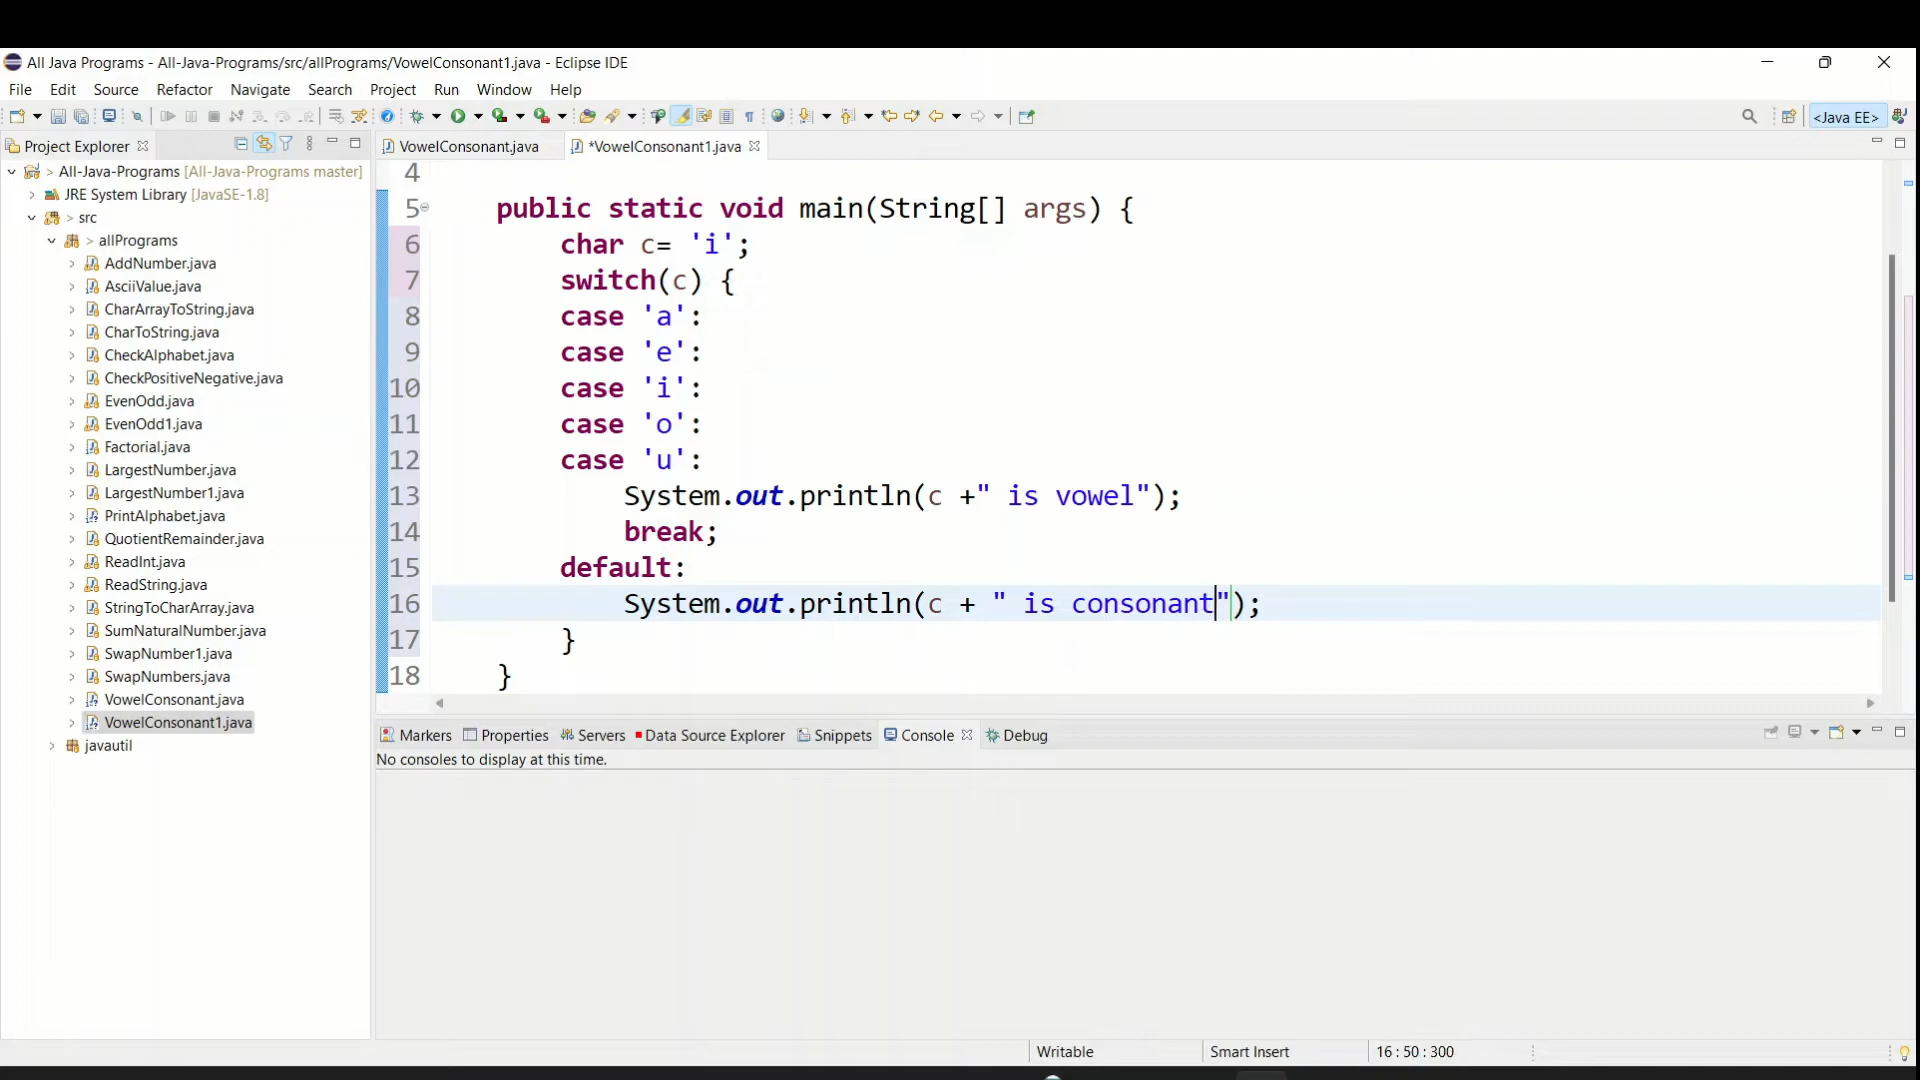 All Java Programs - All-Java-Programs/src/allPrograms/VowelConsonant1.java - Eclipse IDE
File Edit Source Refactor Navigate Search Project Run Window Help
<Java EE>
Project Explorer
VowelConsonant.java
*VowelConsonant1.java
> All-Java-Programs [All-Java-Programs master]
JRE System Library [JavaSE-1.8]
> src
> allPrograms
AddNumber.java
AsciiValue.java
CharArrayToString.java
CharToString.java
CheckAlphabet.java
CheckPositiveNegative.java
EvenOdd.java
EvenOdd1.java
Factorial.java
LargestNumber.java
LargestNumber1.java
PrintAlphabet.java
QuotientRemainder.java
ReadInt.java
ReadString.java
StringToCharArray.java
SumNaturalNumber.java
SwapNumber1.java
SwapNumbers.java
VowelConsonant.java
VowelConsonant1.java
javautil
4
5 public static void main(String[] args) {
6 char c= 'i';
7 switch(c) {
8 case 'a':
9 case 'e':
10 case 'i':
11 case 'o':
12 case 'u':
13 System.out.println(c +" is vowel");
14 break;
15 default:
16 System.out.println(c + " is consonant");
17 }
18 }
Markers Properties Servers Data Source Explorer Snippets Console Debug
No consoles to display at this time.
Writable Smart Insert 16 : 50 : 300